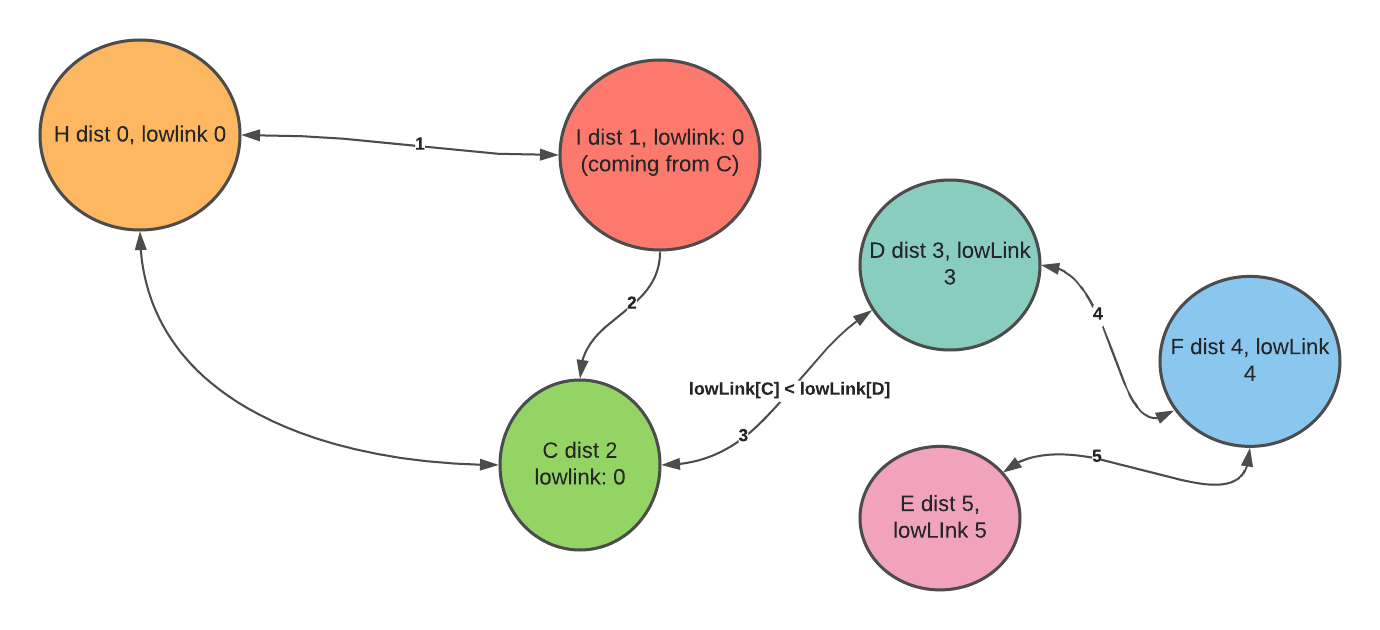 H dist 0, lowlink 0
1
I dist 1, lowlink: 0
(coming from C)
2
D dist 3, lowLink
3
4
F dist 4, lowLink
4
lowLink[C] < lowLink[D]
3
C dist 2
lowlink: 0
5
E dist 5,
lowLInk 5